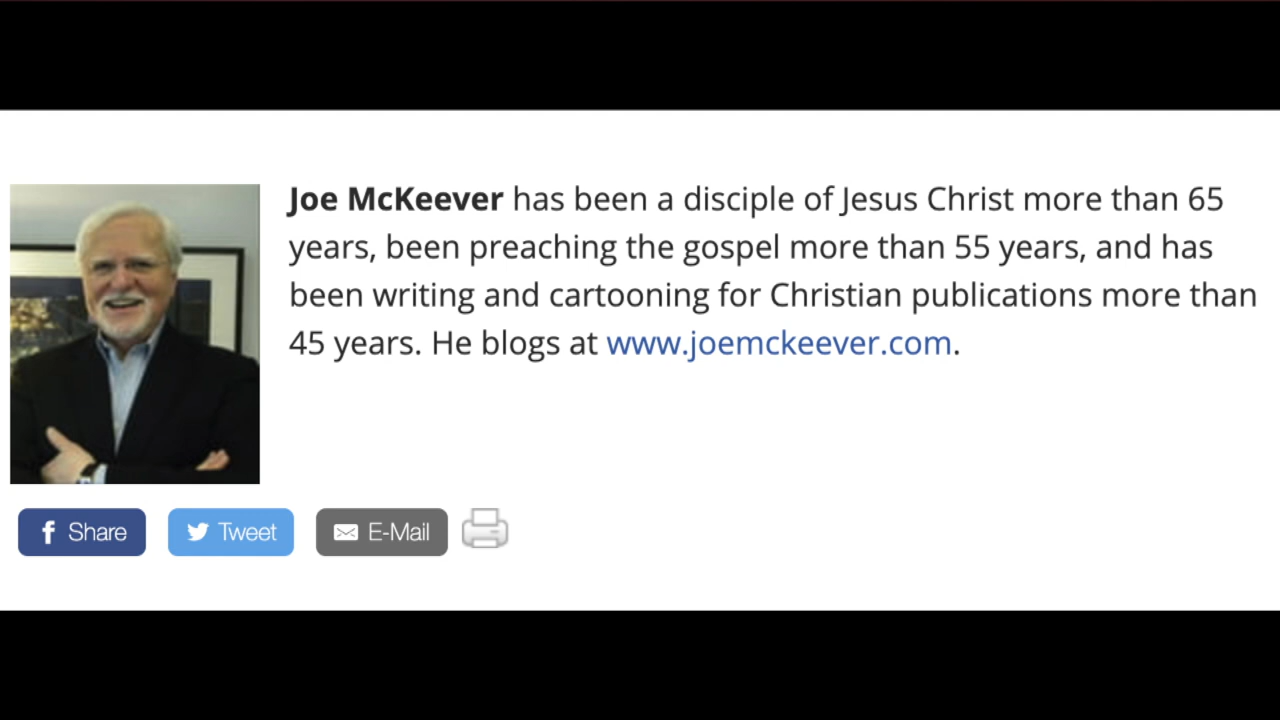 Joe McKeever has been a disciple of Jesus Christ more than 65
years, been preaching the gospel more than 55 years, and has
been writing and cartooning for Christian publications more than
45 years. He blogs at www.joemckeever.com.
Share Tweet E-Mail